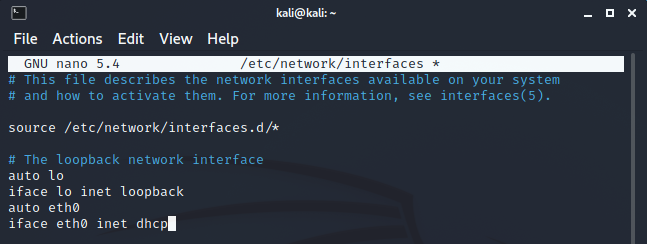 kali@kali: ~
File Actions Edit View Help
GNU nano 5.4 /etc/network/interfaces *
# This file describes the network interfaces available on your system
# and how to activate them. For more information, see interfaces(5).
source /etc/network/interfaces.d/*
# The loopback network interface
auto lo
iface lo inet loopback
auto eth0
iface eth0 inet dhcp